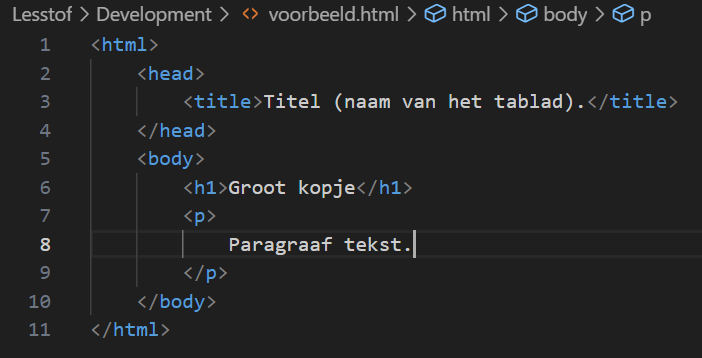 Lesstof > Development > <> voorbeeld.html > html > body > p
1 <html>
2 <head>
3 <title>Titel (naam van het tablad).</title>
4 </head>
5 <body>
6 <h1>Groot kopje</h1>
7 <p>
8 Paragraaf tekst.
9 </p>
10 </body>
11 </html>